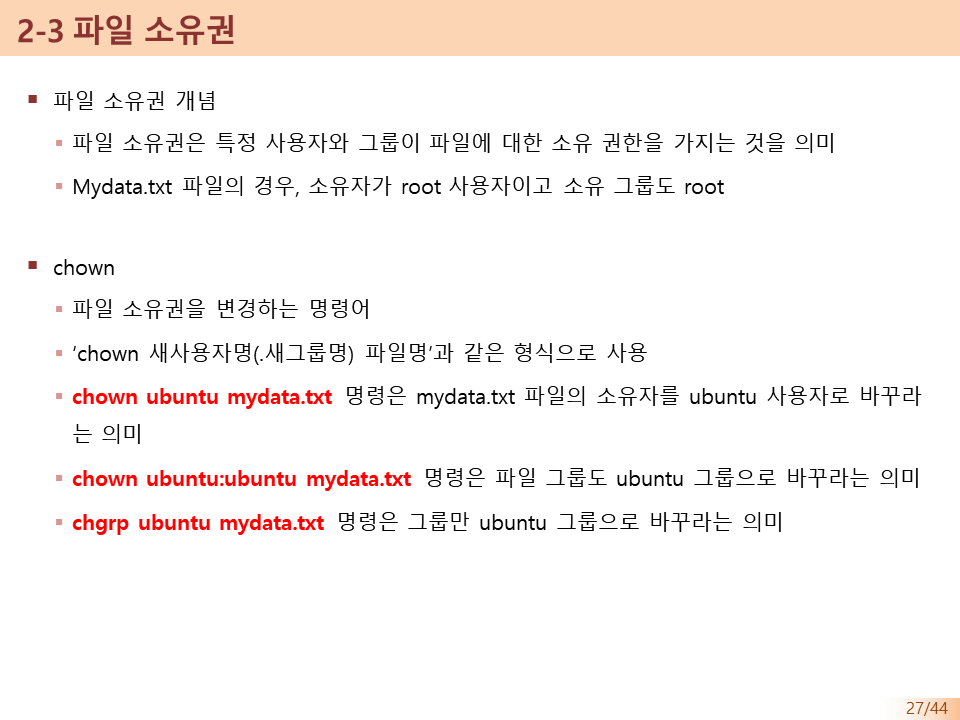 2-3 파일 소유권
파일 소유권 개념
파일 소유권은 특정 사용자와 그룹이 파일에 대한 소유 권한을 가지는 것을 의미
Mydata.txt 파일의 경우, 소유자가 root 사용자이고 소유 그룹도 root
chown
파일 소유권을 변경하는 명령어
‘chown 새사용자명(.새그룹명) 파일명’과 같은 형식으로 사용
chown ubuntu mydata.txt 명령은 mydata.txt 파일의 소유자를 ubuntu 사용자로 바꾸라
는 의미
chown ubuntu:ubuntu mydata.txt 명령은 파일 그룹도 ubuntu 그룹으로 바꾸라는 의미
chgrp ubuntu mydata.txt 명령은 그룹만 ubuntu 그룹으로 바꾸라는 의미
27/44